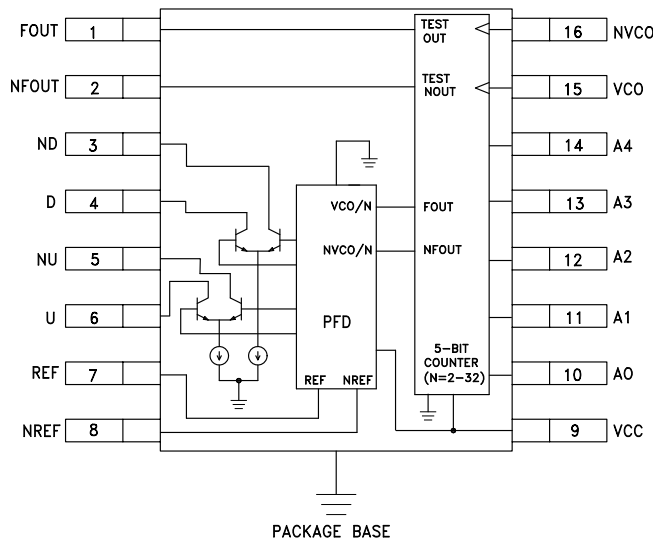 FOUT 1 TEST OUT 16 NVCO
NFOUT 2 TEST NOUT 15 VCO
ND 3 14 A4
D 4 VCO/N FOUT 13 A3
NU 5 NVCO/N NFOUT 12 A2
U 6 PFD 11 A1
REF 7 REF NREF 5-BIT COUNTER (N=2-32) 10 A0
NREF 8 9 VCC
PACKAGE BASE